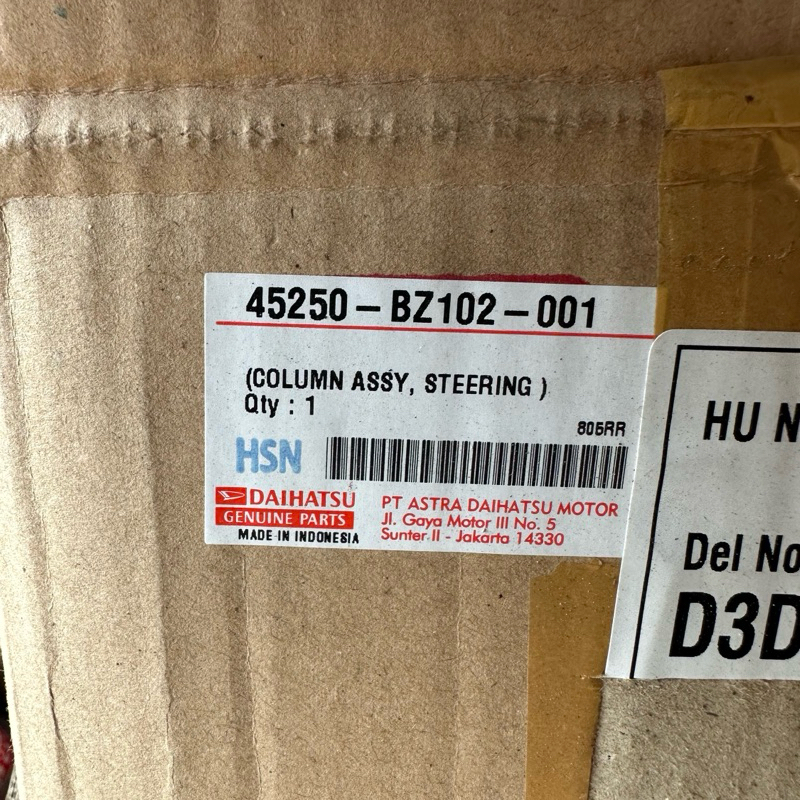 45250-BZ102-001
(COLUMN ASSY, STEERING )
Qty : 1
805RR
HSN
DAIHATSU
GENUINE PARTS
MADE IN INDONESIA
PT ASTRA DAIHATSU MOTOR
Jl. Gaya Motor III No. 5
Sunter II - Jakarta 14330
HU N
Del No
D3D